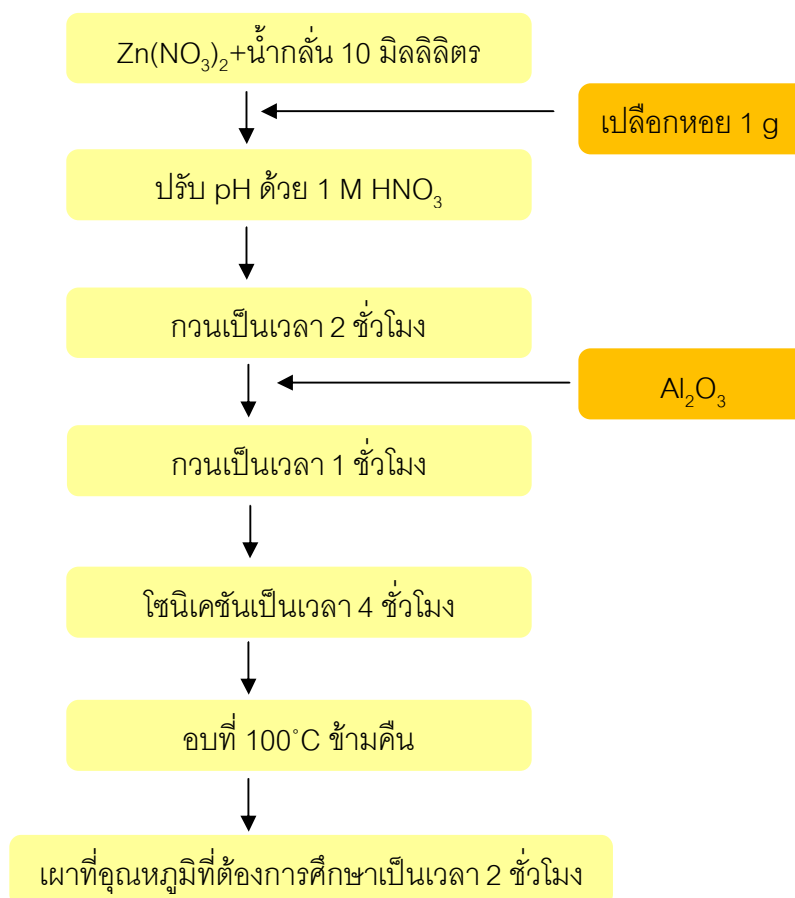 Zn(NO₃)₂+น้ำกลั่น 10 มิลลิลิตร
เปลือกหอย 1 g
ปรับ pH ด้วย 1 M HNO₃
กวนเป็นเวลา 2 ชั่วโมง
Al₂O₃
กวนเป็นเวลา 1 ชั่วโมง
โซนิเคชันเป็นเวลา 4 ชั่วโมง
อบที่ 100°C ข้ามคืน
เผาที่อุณหภูมิที่ต้องการศึกษาเป็นเวลา 2 ชั่วโมง